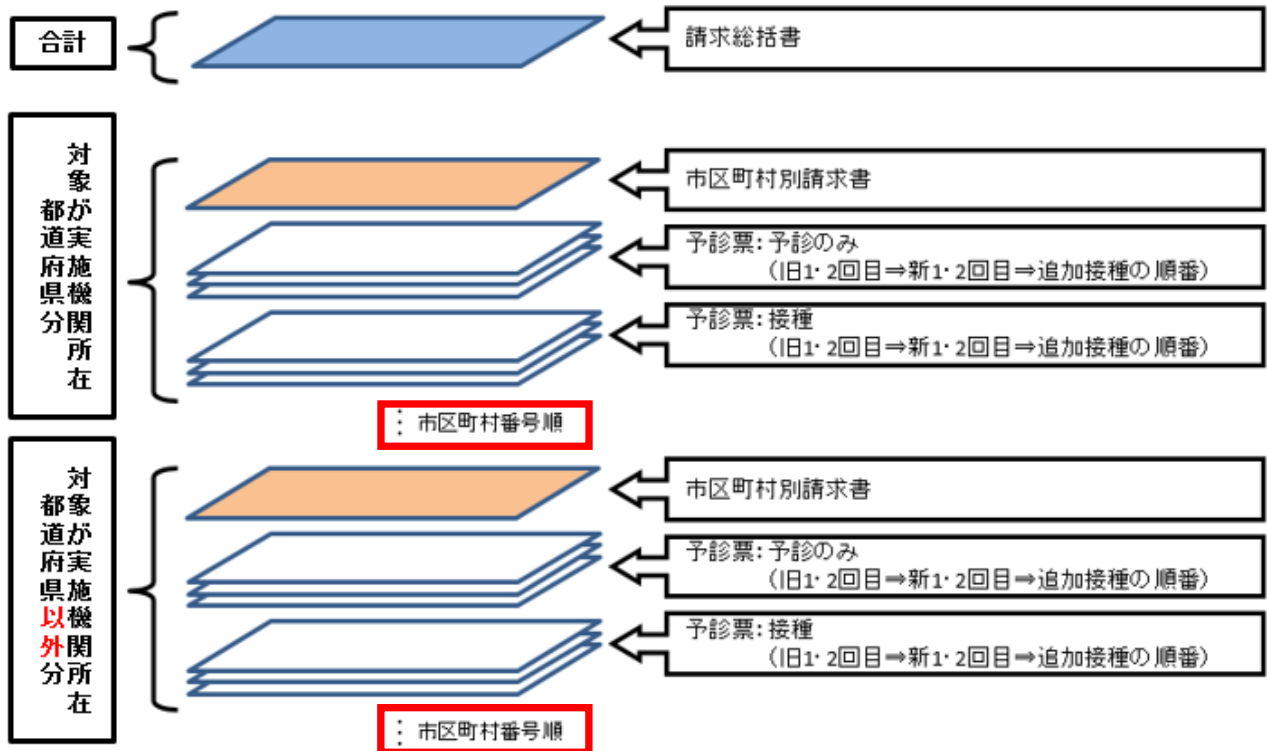 合計
請求総括書
対象が実施機関所在
都道府県分
市区町村別請求書
予診票:予診のみ
(旧1・2回目⇒新1・2回目⇒追加接種の順番)
予診票:接種
(旧1・2回目⇒新1・2回目⇒追加接種の順番)
⋮ 市区町村番号順
対象が実施機関所在
都道府県以外分
市区町村別請求書
予診票:予診のみ
(旧1・2回目⇒新1・2回目⇒追加接種の順番)
予診票:接種
(旧1・2回目⇒新1・2回目⇒追加接種の順番)
⋮ 市区町村番号順